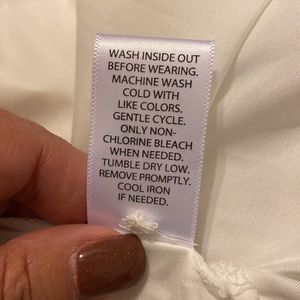 WASH INSIDE OUT
BEFORE WEARING.
MACHINE WASH
COLD WITH
LIKE COLORS.
GENTLE CYCLE.
ONLY NON-
CHLORINE BLEACH
WHEN NEEDED.
TUMBLE DRY LOW.
REMOVE PROMPTLY.
COOL IRON
IF NEEDED.